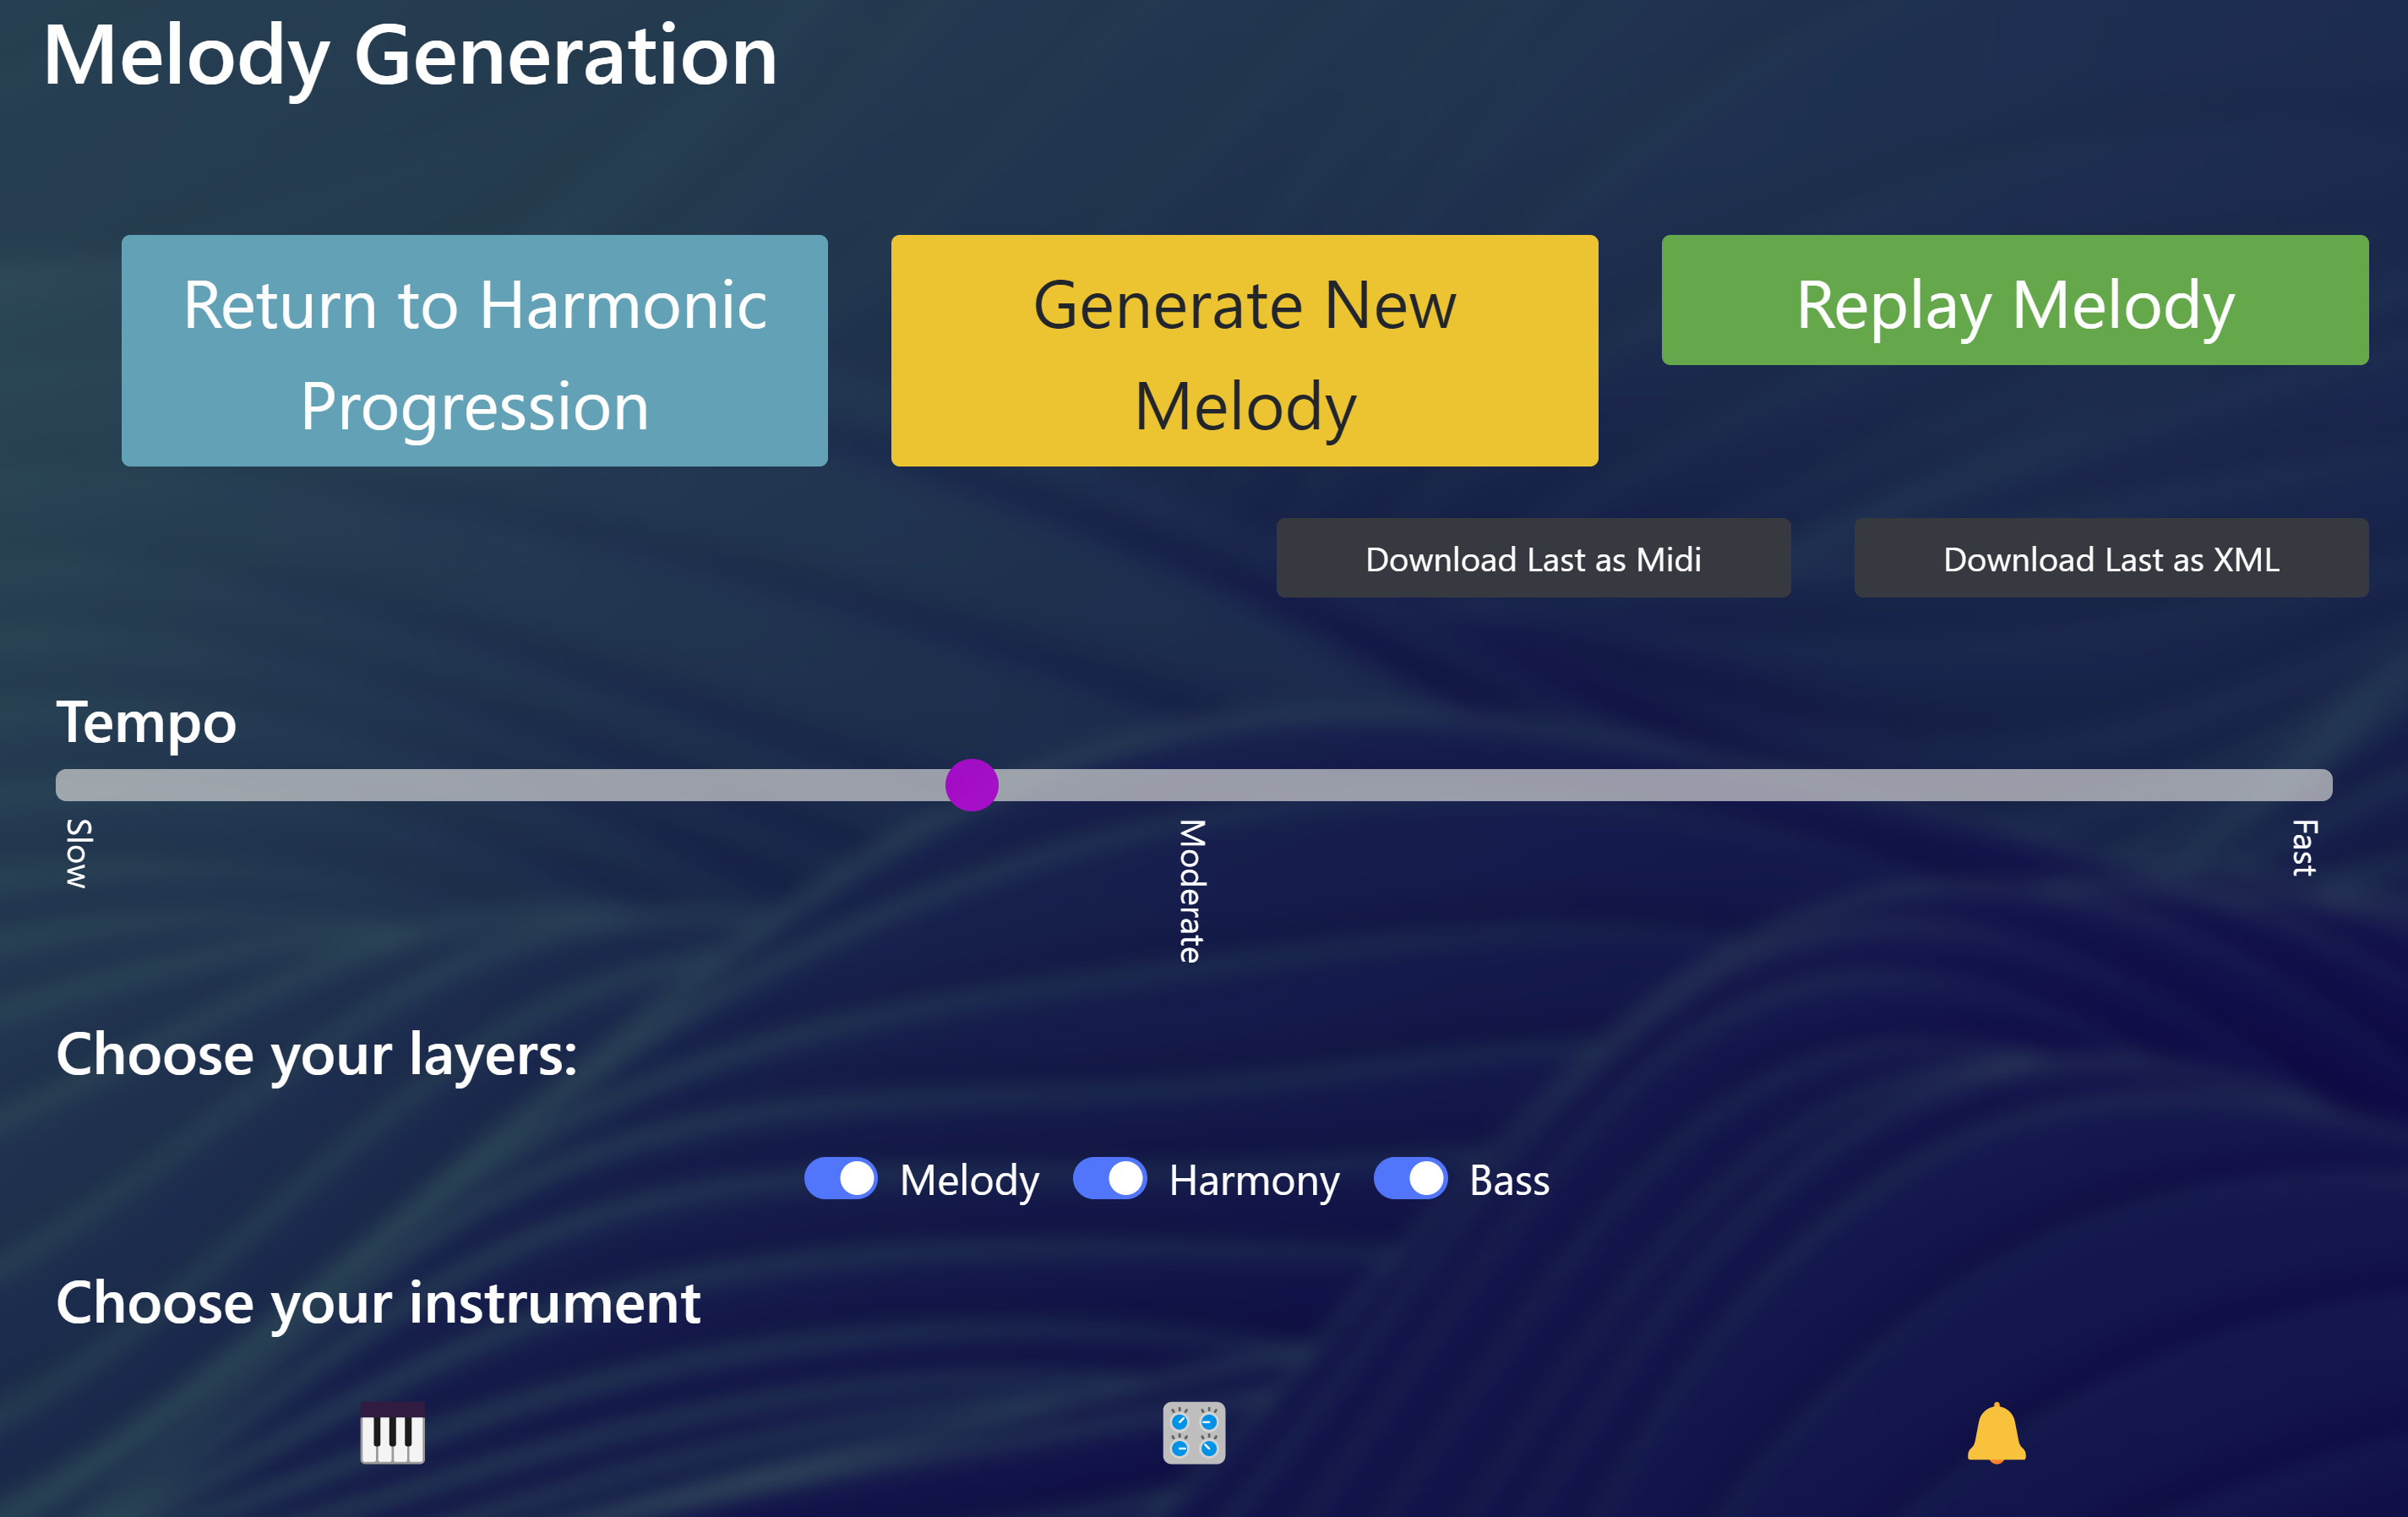 Melody Generation
Return to Harmonic
Progression
Generate New
Melody
Replay Melody
Download Last as Midi
Download Last as XML
Tempo
Slow
Moderate
Fast
Choose your layers:
Melody
Harmony
Bass
Choose your instrument